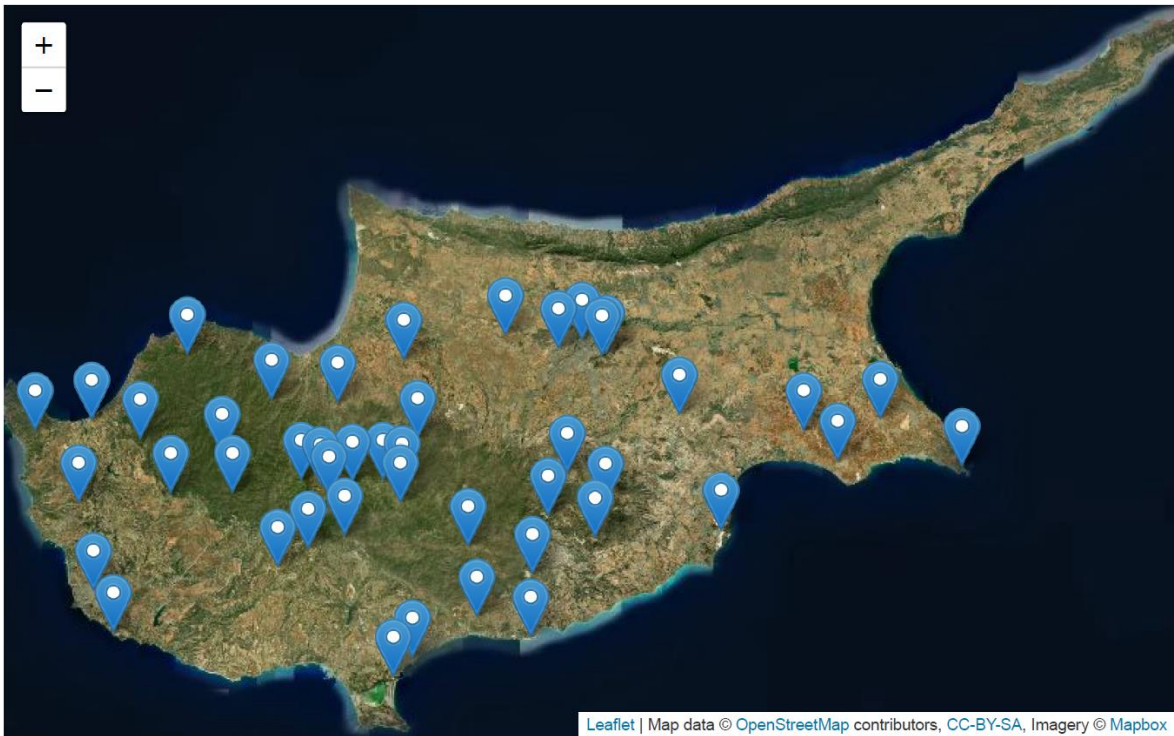 +
−
Leaflet | Map data © OpenStreetMap contributors, CC-BY-SA, Imagery © Mapbox